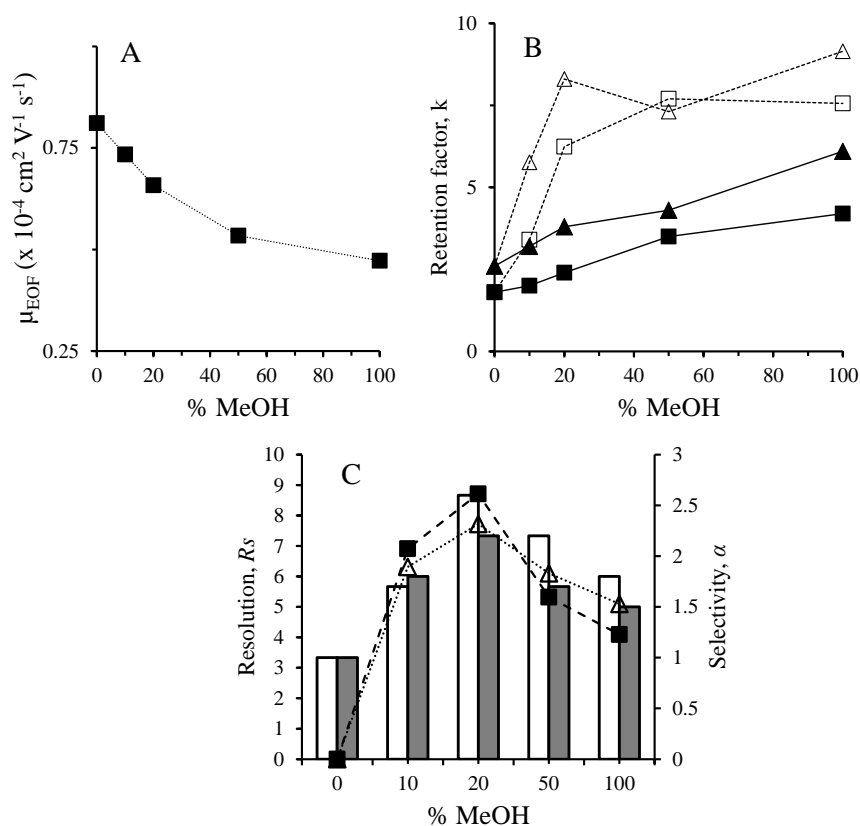 A
μEOF (x 10-4 cm2 V-1 s-1)
0.75
0.25
0 20 40 60 80 100
% MeOH
B
Retention factor, k
10
5
0
0 20 40 60 80 100
% MeOH
C
Resolution, Rs
10
9
8
7
6
5
4
3
2
1
0
Selectivity, α
3
2.5
2
1.5
1
0.5
0
0 10 20 50 100
% MeOH